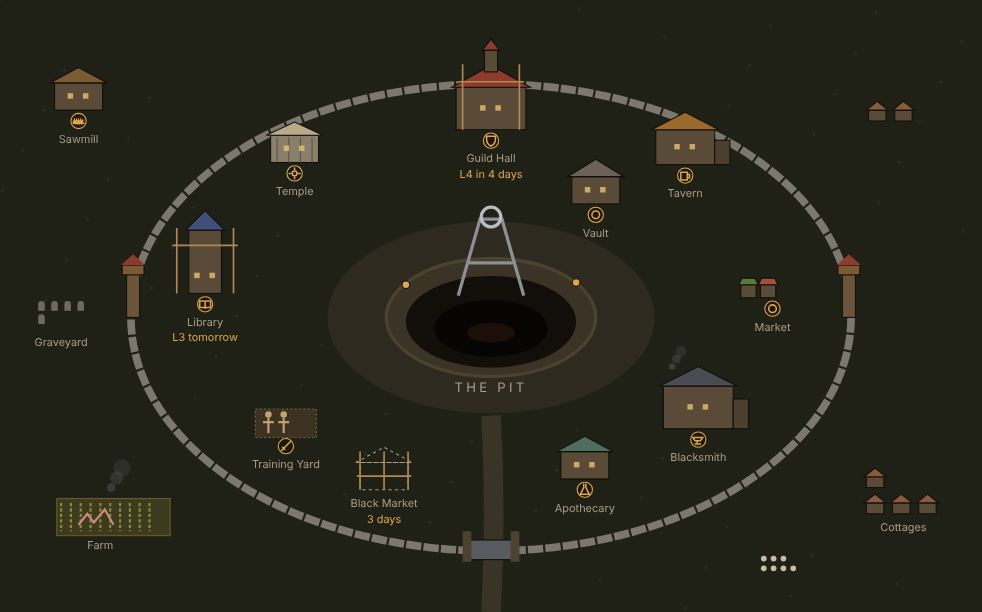 Sawmill
Temple
Guild Hall
L4 in 4 days
Tavern
Vault
Library
L3 tomorrow
Graveyard
Market
THE PIT
Training Yard
Blacksmith
Black Market
3 days
Apothecary
Cottages
Farm